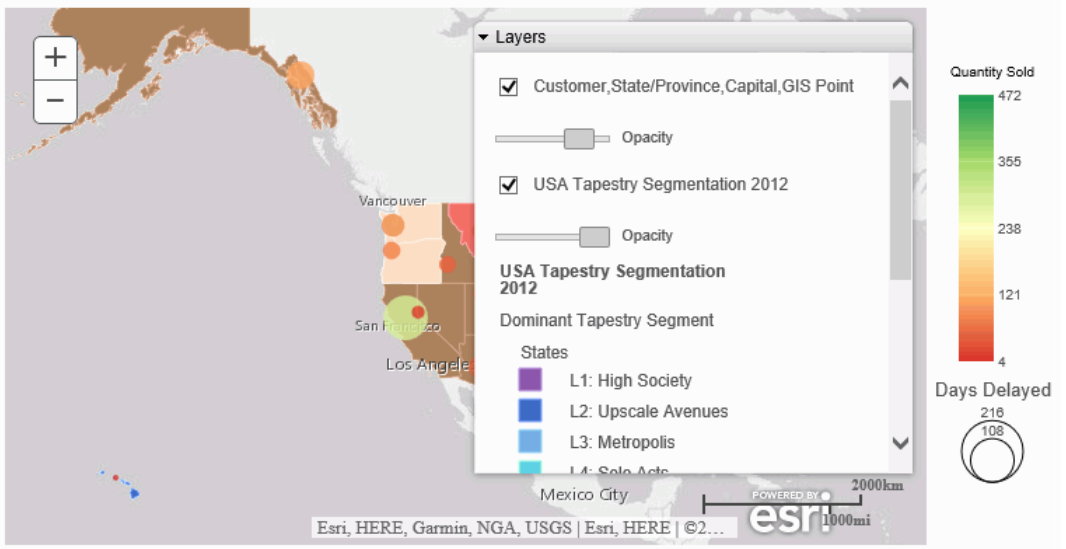 +
−
Vancouver
San Francisco
Los Angele
Mexico City
Layers
Customer,State/Province,Capital,GIS Point
Opacity
USA Tapestry Segmentation 2012
Opacity
USA Tapestry Segmentation
2012
Dominant Tapestry Segment
States
L1: High Society
L2: Upscale Avenues
L3: Metropolis
L4: Solo Acts
2000km
1000mi
POWERED BY
esri
Esri, HERE, Garmin, NGA, USGS | Esri, HERE | ©2…
Quantity Sold
472
355
238
121
4
Days Delayed
216
108